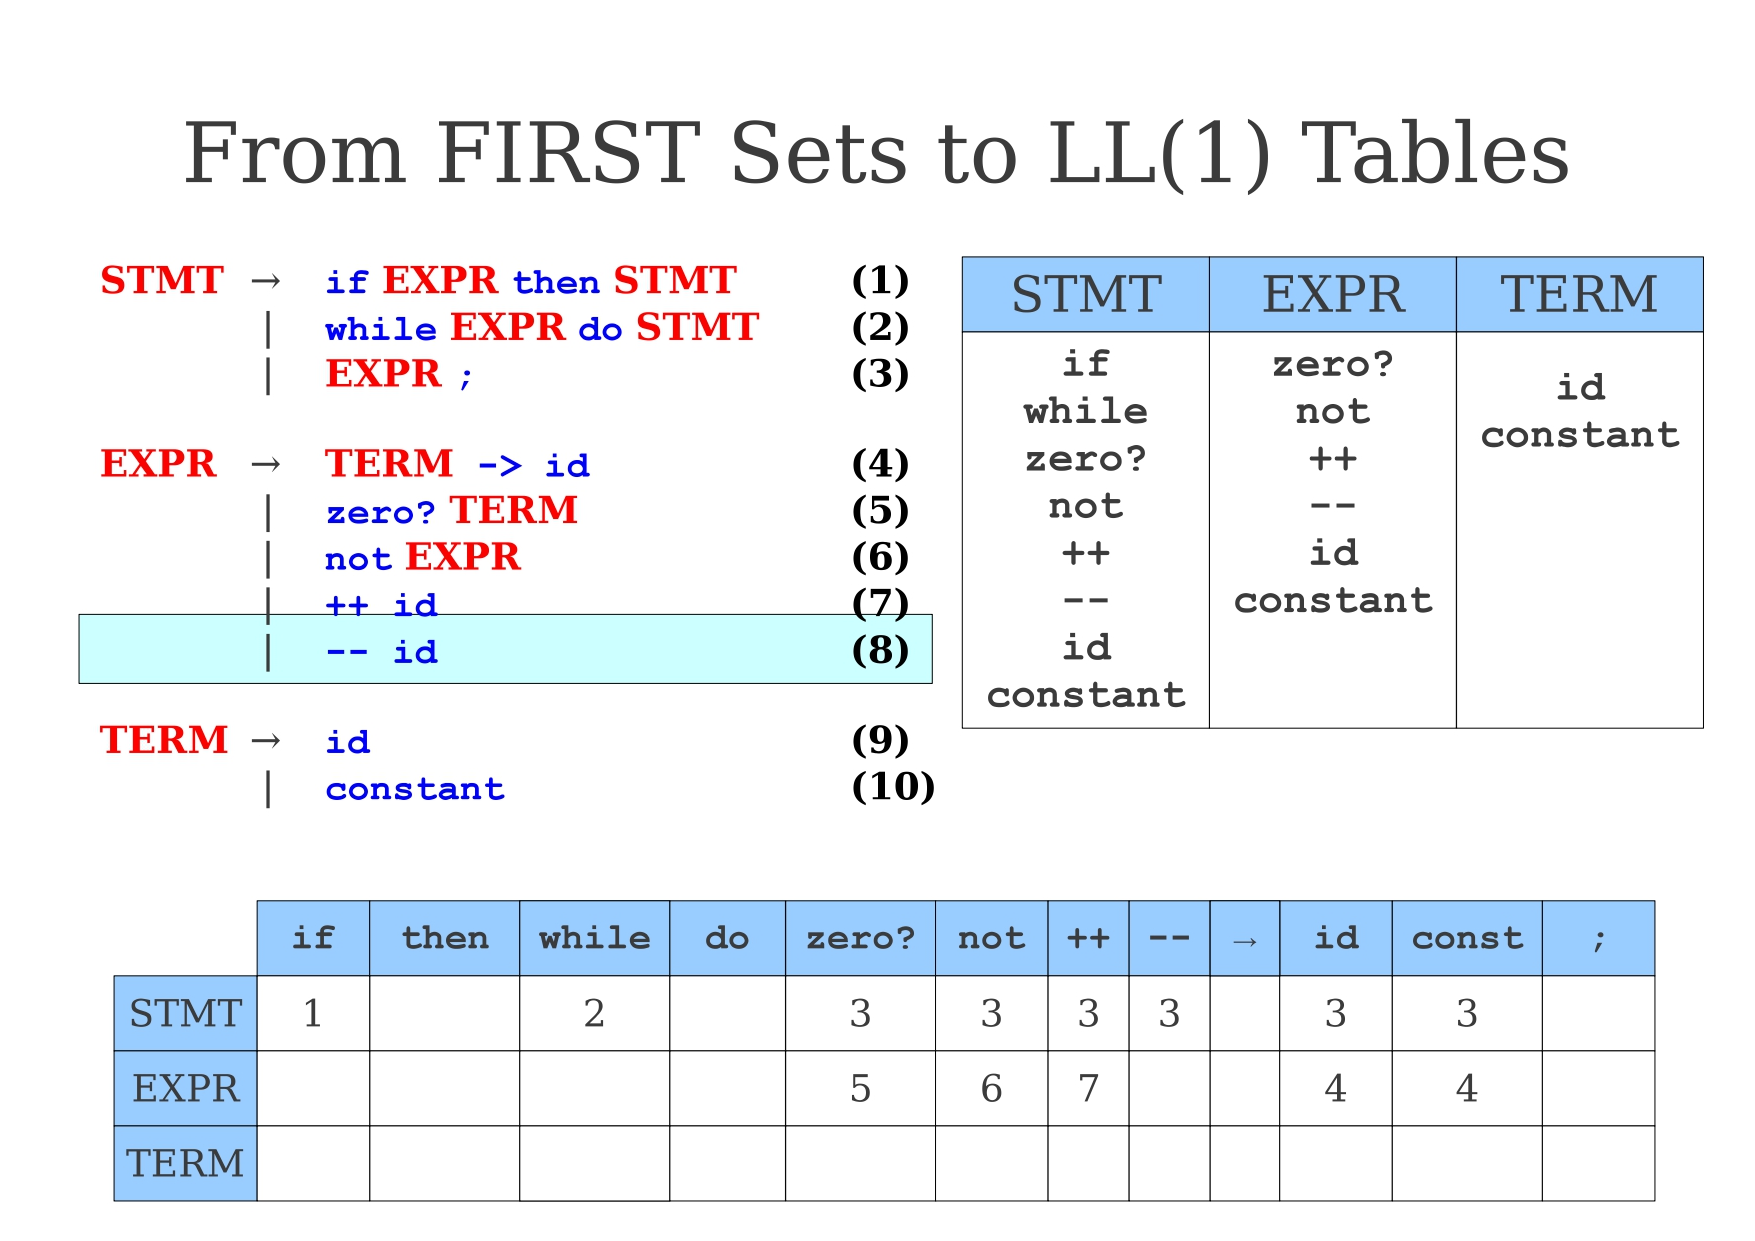 From FIRST Sets to LL(1) Tables
STMT → if EXPR then STMT (1)
| while EXPR do STMT (2)
| EXPR ; (3)
EXPR → TERM -> id (4)
| zero? TERM (5)
| not EXPR (6)
| ++ id (7)
| -- id (8)
TERM → id (9)
| constant (10)
STMT EXPR TERM
if zero? id
while not constant
zero? ++
not --
++ id
-- constant
id
constant
if then while do zero? not ++ -- → id const ;
STMT 1 2 3 3 3 3 3 3
EXPR 5 6 7 4 4
TERM